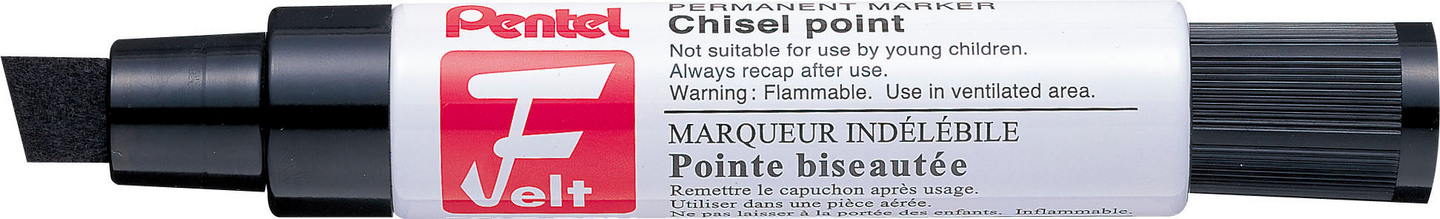 Pentel
Felt
PERMANENT MARKER
Chisel point
Not suitable for use by young children.
Always recap after use.
Warning: Flammable. Use in ventilated area.
MARQUEUR INDÉLÉBILE
Pointe biseautée
Remettre le capuchon après usage.
Utiliser dans une pièce aérée.
Ne pas laisser à la portée des enfants. Inflammable.